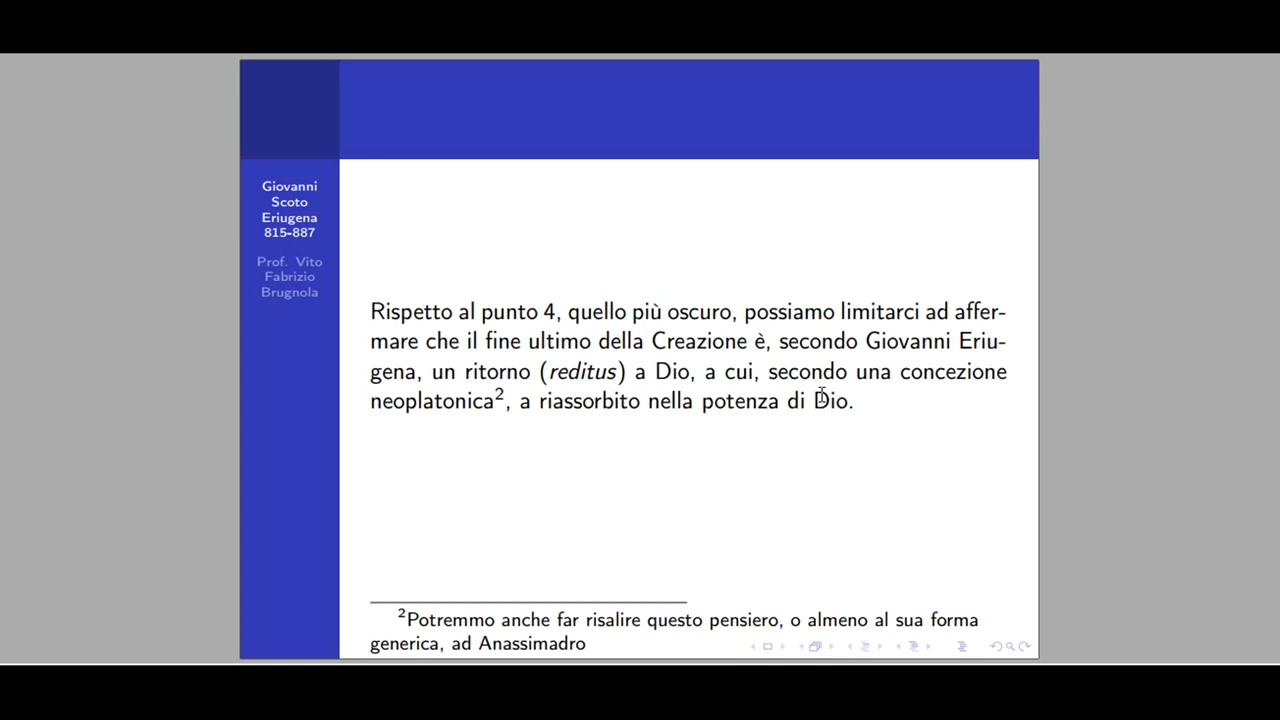 Giovanni
Scoto
Eriugena
815-887
Prof. Vito
Fabrizio
Brugnola
Rispetto al punto 4, quello più oscuro, possiamo limitarci ad affer-
mare che il fine ultimo della Creazione è, secondo Giovanni Eriu-
gena, un ritorno (reditus) a Dio, a cui, secondo una concezione
neoplatonica², a riassorbito nella potenza di Dio.
²Potremmo anche far risalire questo pensiero, o almeno al sua forma
generica, ad Anassimadro